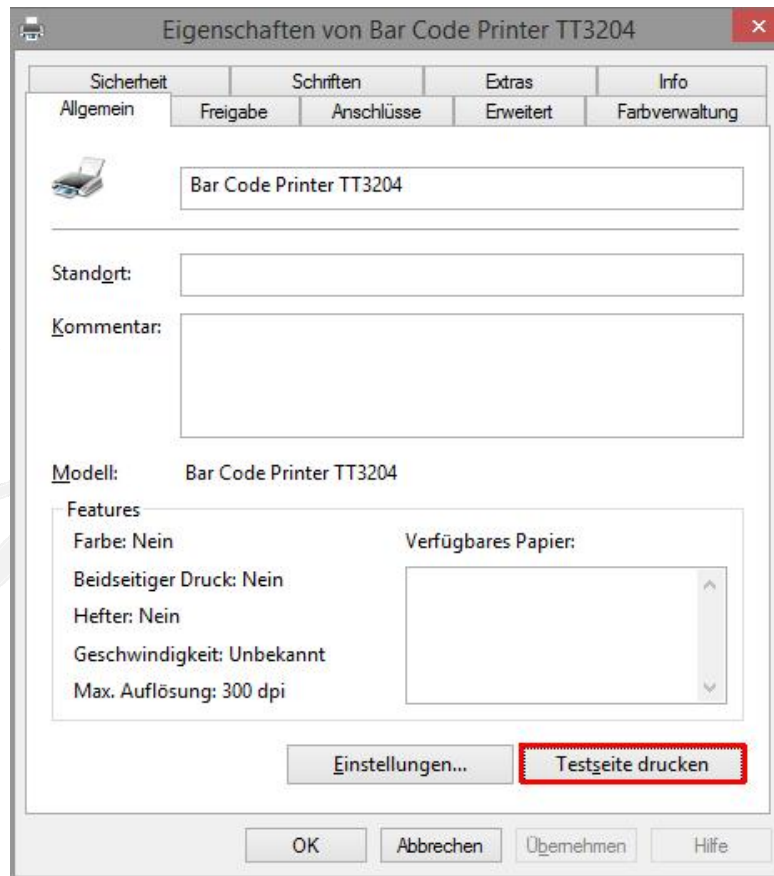 Eigenschaften von Bar Code Printer TT3204
Sicherheit Schriften Extras Info
Allgemein Freigabe Anschlüsse Erweitert Farbverwaltung
Bar Code Printer TT3204
Standort:
Kommentar:
Modell: Bar Code Printer TT3204
Features
Farbe: Nein Verfügbares Papier:
Beidseitiger Druck: Nein
Hefter: Nein
Geschwindigkeit: Unbekannt
Max. Auflösung: 300 dpi
Einstellungen... Testseite drucken
OK Abbrechen Übernehmen Hilfe